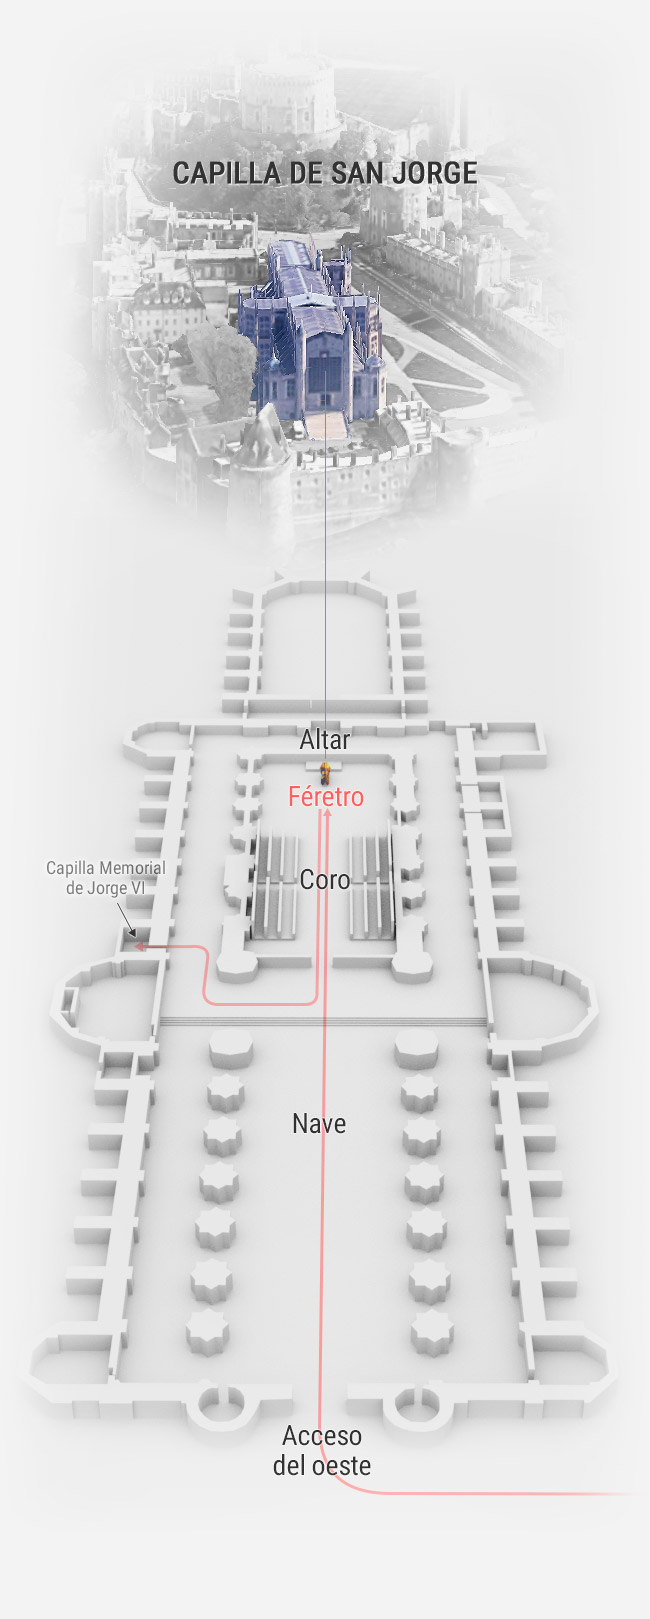 CAPILLA DE SAN JORGE
Altar
Féretro
Capilla Memorial
de Jorge VI
Coro
Nave
Acceso
del oeste